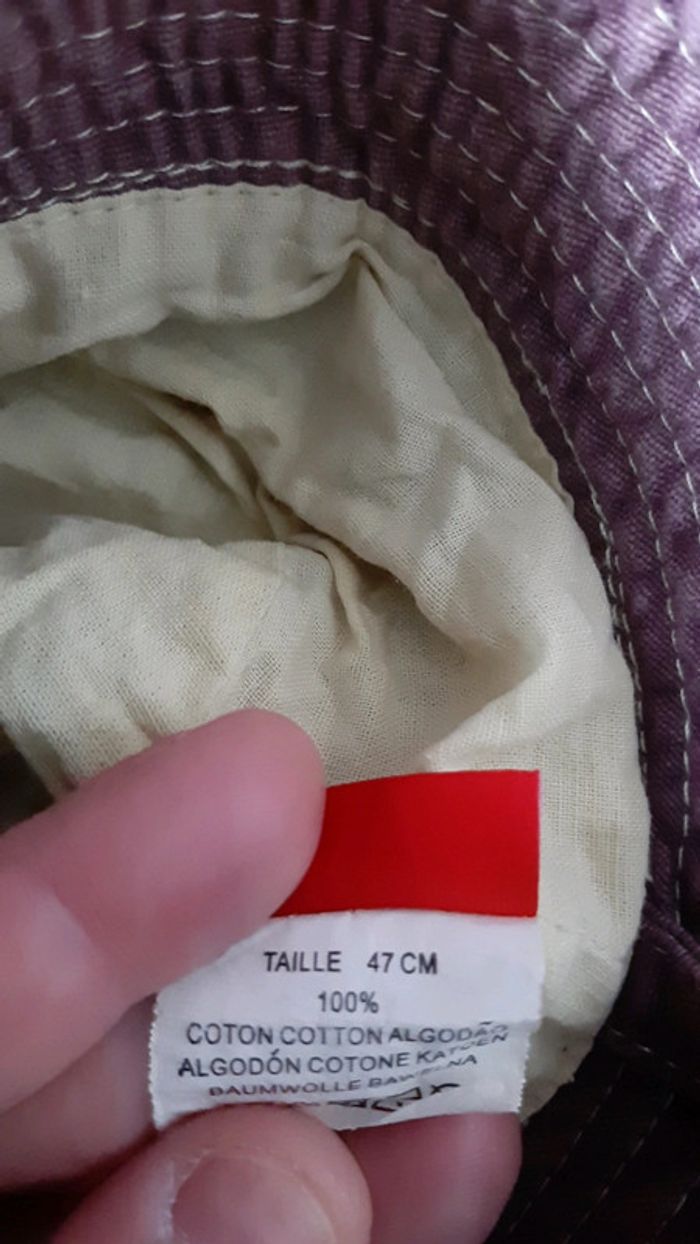 TAILLE 47 CM
100%
COTON COTTON ALGODÃO
ALGODÓN COTONE KATOEN
BAUMWOLLE BAWEŁNA